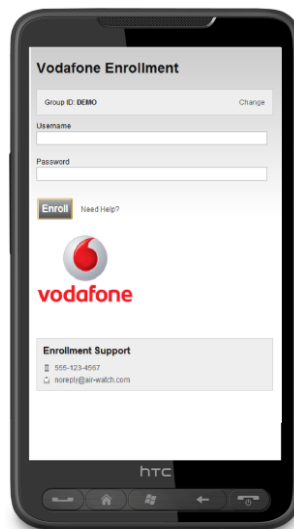 Vodafone Enrollment
Group ID: DEMO Change
Username
Password
Enroll Need Help?
vodafone
Enrollment Support
555-123-4567
noreply@air-watch.com
hTC